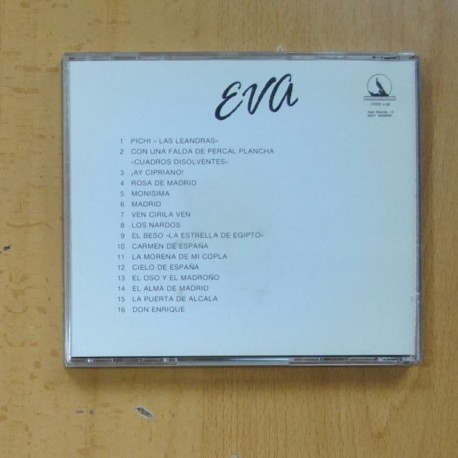 EVA
1 PICHI «LAS LEANDRAS»
2 CON UNA FALDA DE PERCAL PLANCHA
«CUADROS DISOLVENTES»
3 ¡AY CIPRIANO!
4 ROSA DE MADRID
5 MONISIMA
6 MADRID
7 VEN CIRILA VEN
8 LOS NARDOS
9 EL BESO «LA ESTRELLA DE EGIPTO»
10 CARMEN DE ESPAÑA
11 LA MORENA DE MÍ COPLA
12 CIELO DE ESPAÑA
13 EL OSO Y EL MADROÑO
14 EL ALMA DE MADRID
15 LA PUERTA DE ALCALA
16 DON ENRIQUE